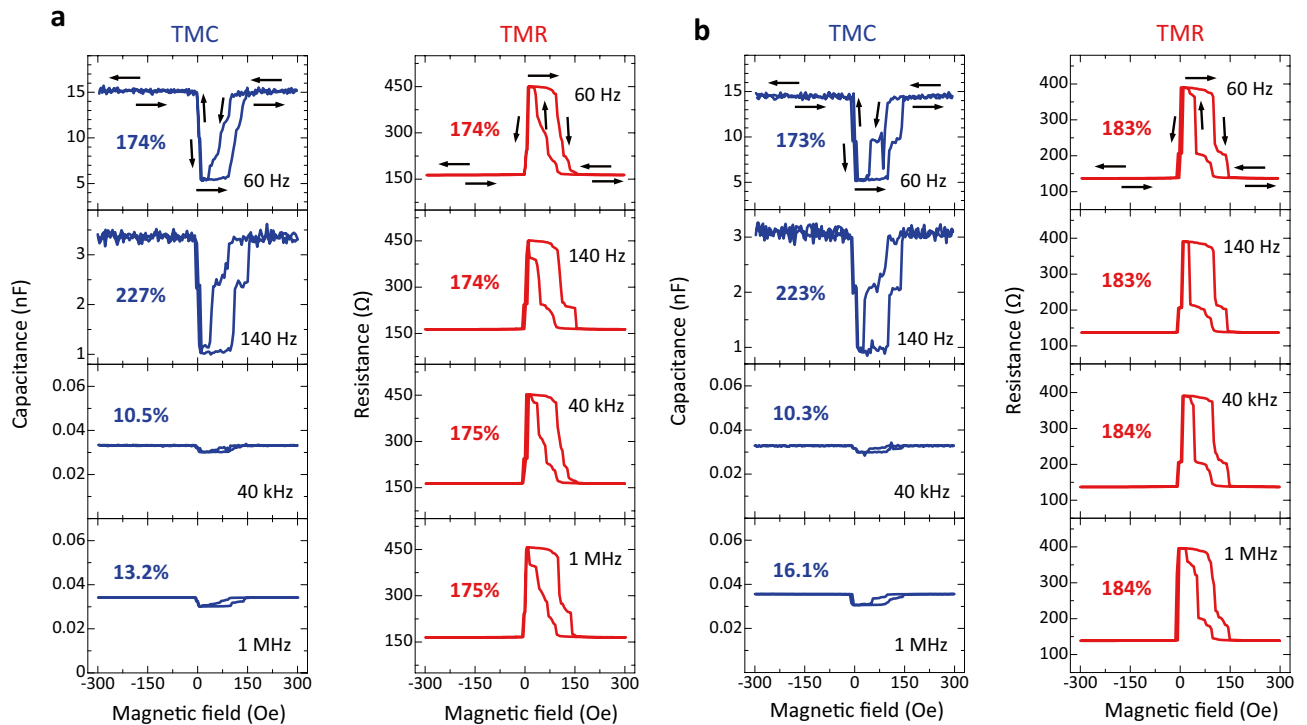 a
TMC
TMR
b
TMC
TMR
Capacitance (nF)
15
10
5
174%
60 Hz
3
2
1
227%
140 Hz
0.06
0.04
0.02
10.5%
40 kHz
0.06
0.04
0.02
0
13.2%
1 MHz
-300 -150 0 150 300
Magnetic field (Oe)
Resistance (Ω)
450
300
150
174%
60 Hz
450
300
150
174%
140 Hz
450
300
150
175%
40 kHz
450
300
150
175%
1 MHz
-300 -150 0 150 300
Magnetic field (Oe)
Capacitance (nF)
15
10
5
173%
60 Hz
3
2
1
223%
140 Hz
0.06
0.04
0.02
10.3%
40 kHz
0.06
0.04
0.02
0
16.1%
1 MHz
-300 -150 0 150 300
Magnetic field (Oe)
Resistance (Ω)
400
300
200
100
183%
60 Hz
400
300
200
100
183%
140 Hz
400
300
200
100
184%
40 kHz
400
300
200
100
184%
1 MHz
-300 -150 0 150 300
Magnetic field (Oe)